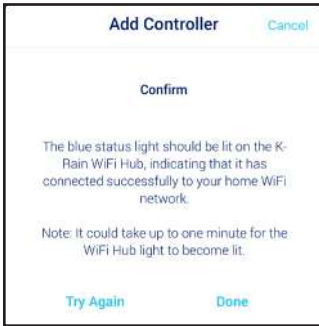 Add Controller Cancel
Confirm
The blue status light should be lit on the K-
Rain WiFi Hub, indicating that it has
connected successfully to your home WiFi
network.
Note: It could take up to one minute for the
WiFi Hub light to become lit.
Try Again Done